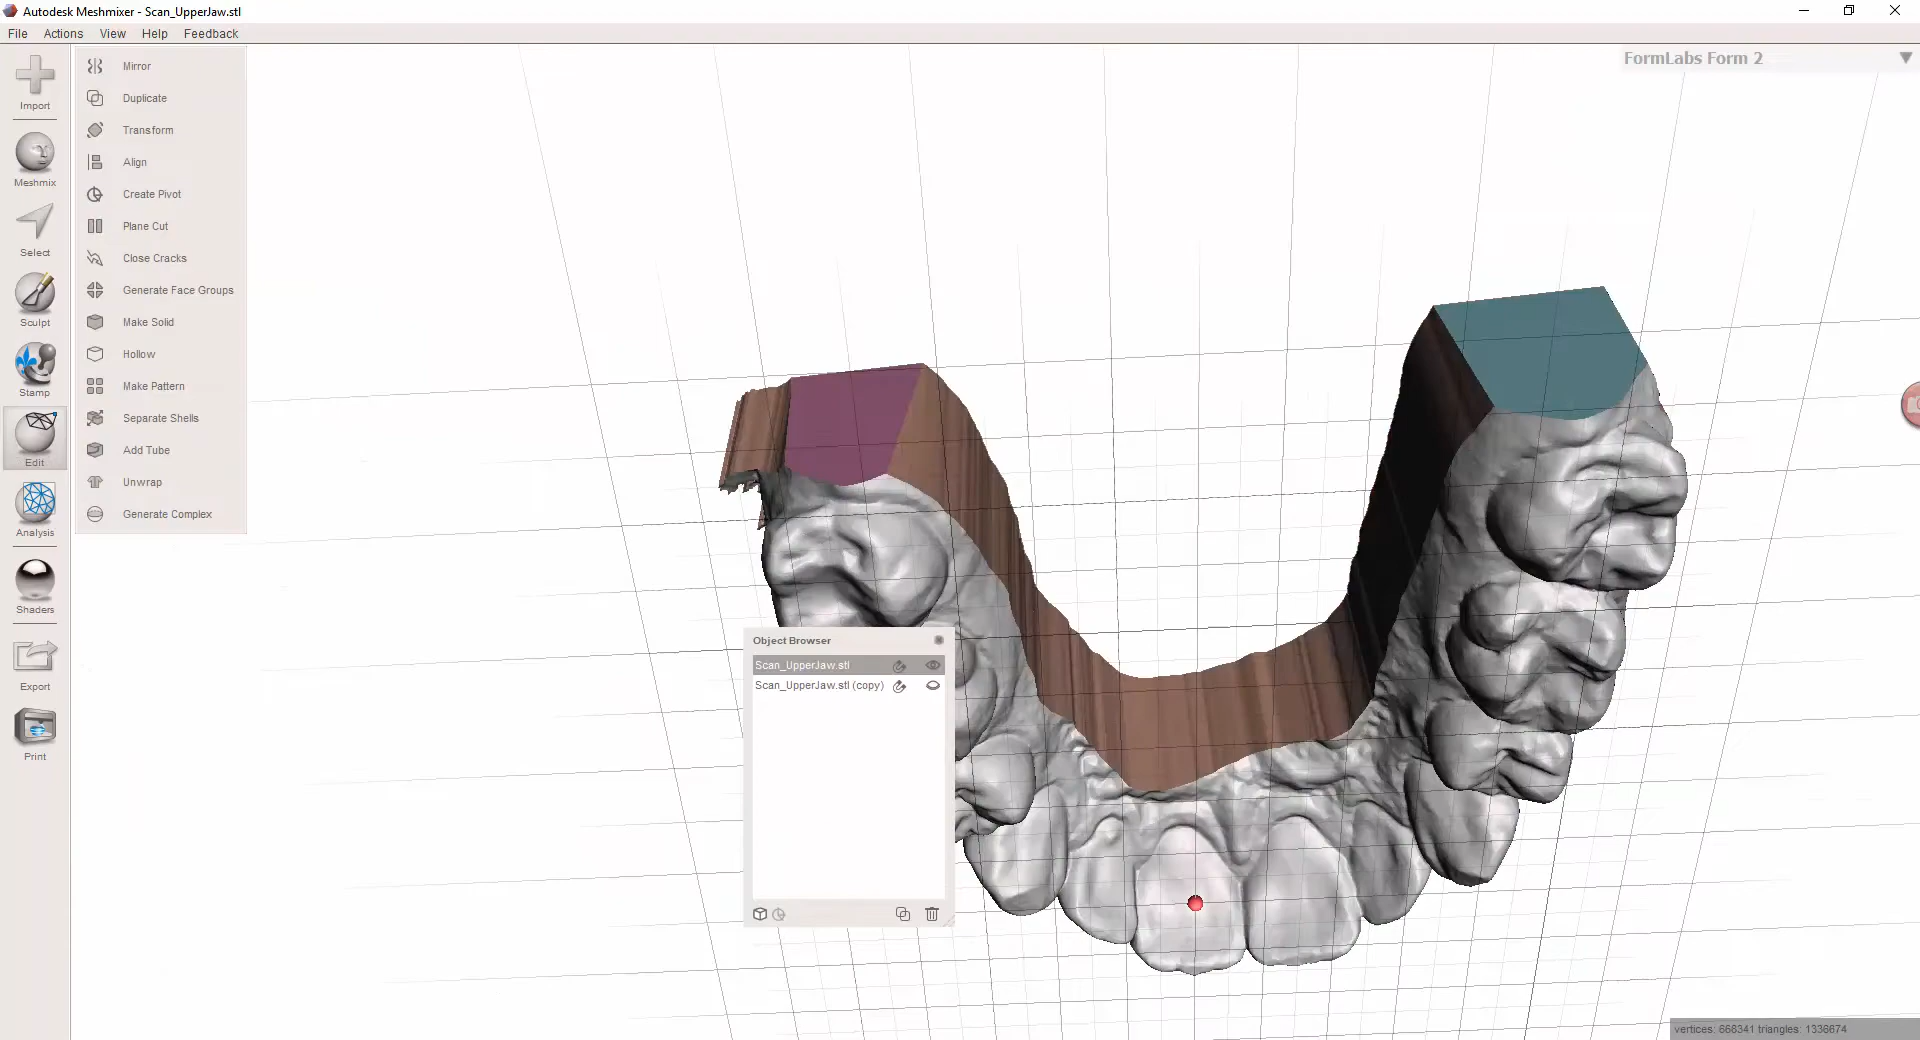 Autodesk Meshmixer - Scan_UpperJaw.stl
File Actions View Help Feedback
FormLabs Form 2
Import
Meshmix
Select
Sculpt
Stamp
Edit
Analysis
Shaders
Export
Print
Mirror
Duplicate
Transform
Align
Create Pivot
Plane Cut
Close Cracks
Generate Face Groups
Make Solid
Hollow
Make Pattern
Separate Shells
Add Tube
Unwrap
Generate Complex
Object Browser
Scan_UpperJaw.stl
Scan_UpperJaw.stl (copy)
vertices: 668341 triangles: 1336674